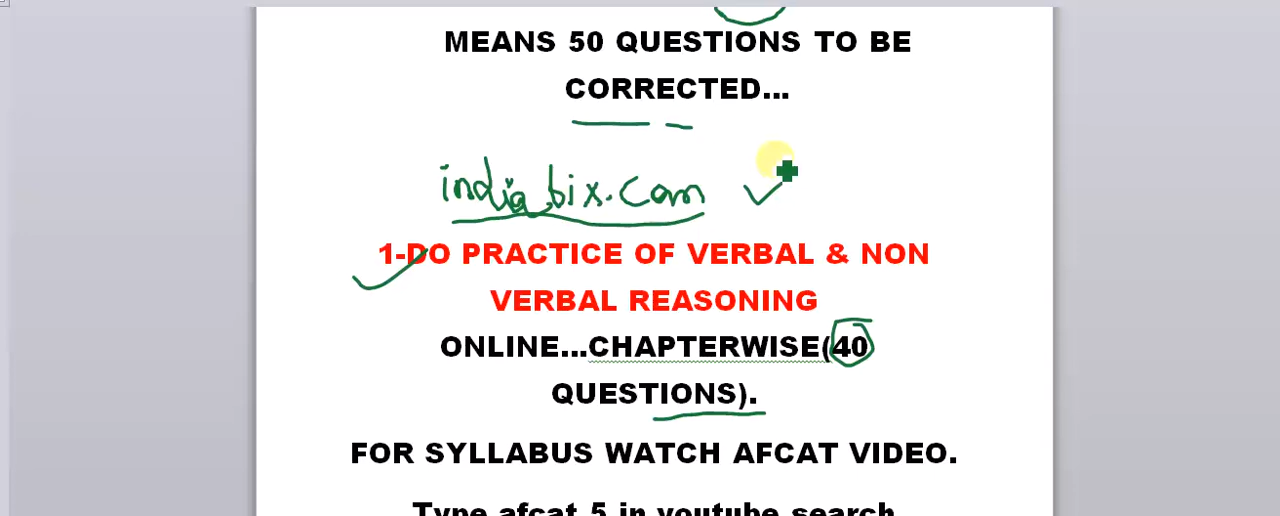 MEANS 50 QUESTIONS TO BE
CORRECTED...
indiabix.com
1-DO PRACTICE OF VERBAL & NON
VERBAL REASONING
ONLINE...CHAPTERWISE(40
QUESTIONS).
FOR SYLLABUS WATCH AFCAT VIDEO.
Type afcat 5 in youtube search